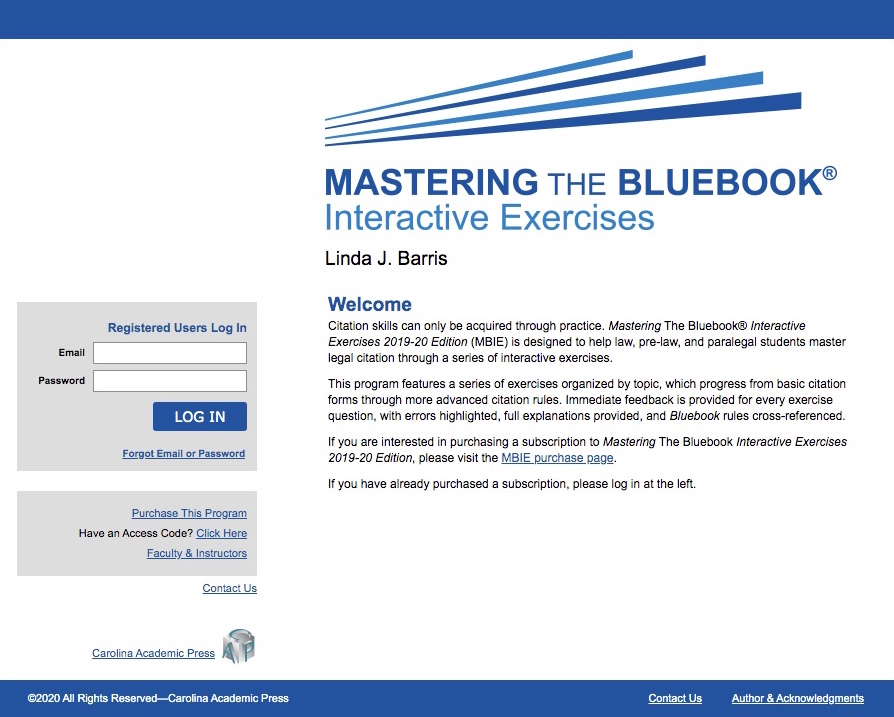 MASTERING THE BLUEBOOK®
Interactive Exercises
Linda J. Barris
Registered Users Log In
Email
Password
LOG IN
Forgot Email or Password
Purchase This Program
Have an Access Code? Click Here
Faculty & Instructors
Contact Us
Carolina Academic Press
CAP
Welcome
Citation skills can only be acquired through practice. Mastering The Bluebook® Interactive
Exercises 2019-20 Edition (MBIE) is designed to help law, pre-law, and paralegal students master
legal citation through a series of interactive exercises.
This program features a series of exercises organized by topic, which progress from basic citation
forms through more advanced citation rules. Immediate feedback is provided for every exercise
question, with errors highlighted, full explanations provided, and Bluebook rules cross-referenced.
If you are interested in purchasing a subscription to Mastering The Bluebook Interactive Exercises
2019-20 Edition, please visit the MBIE purchase page.
If you have already purchased a subscription, please log in at the left.
©2020 All Rights Reserved—Carolina Academic Press
Contact Us
Author & Acknowledgments